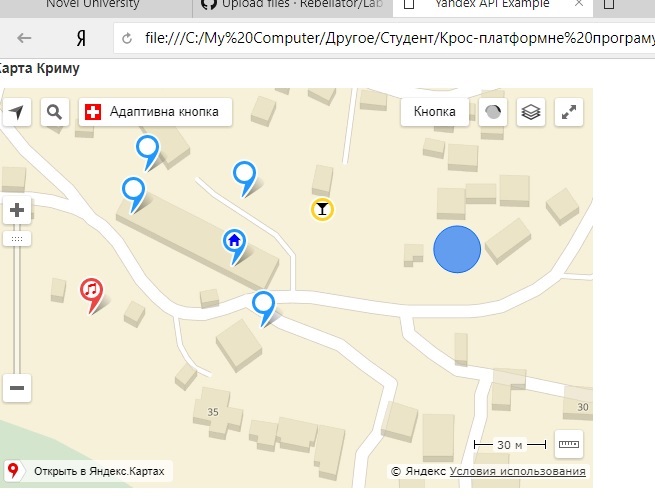 Novel University
Upload files · Rebellator/Lab
Yandex API Example
Я
file:///C:/My%20Computer/Другое/Студент/Крос-платформне%20програму
Карта Криму
Адаптивна кнопка
Кнопка
35
30
30 м
Открыть в Яндекс.Картах
© Яндекс Условия использования